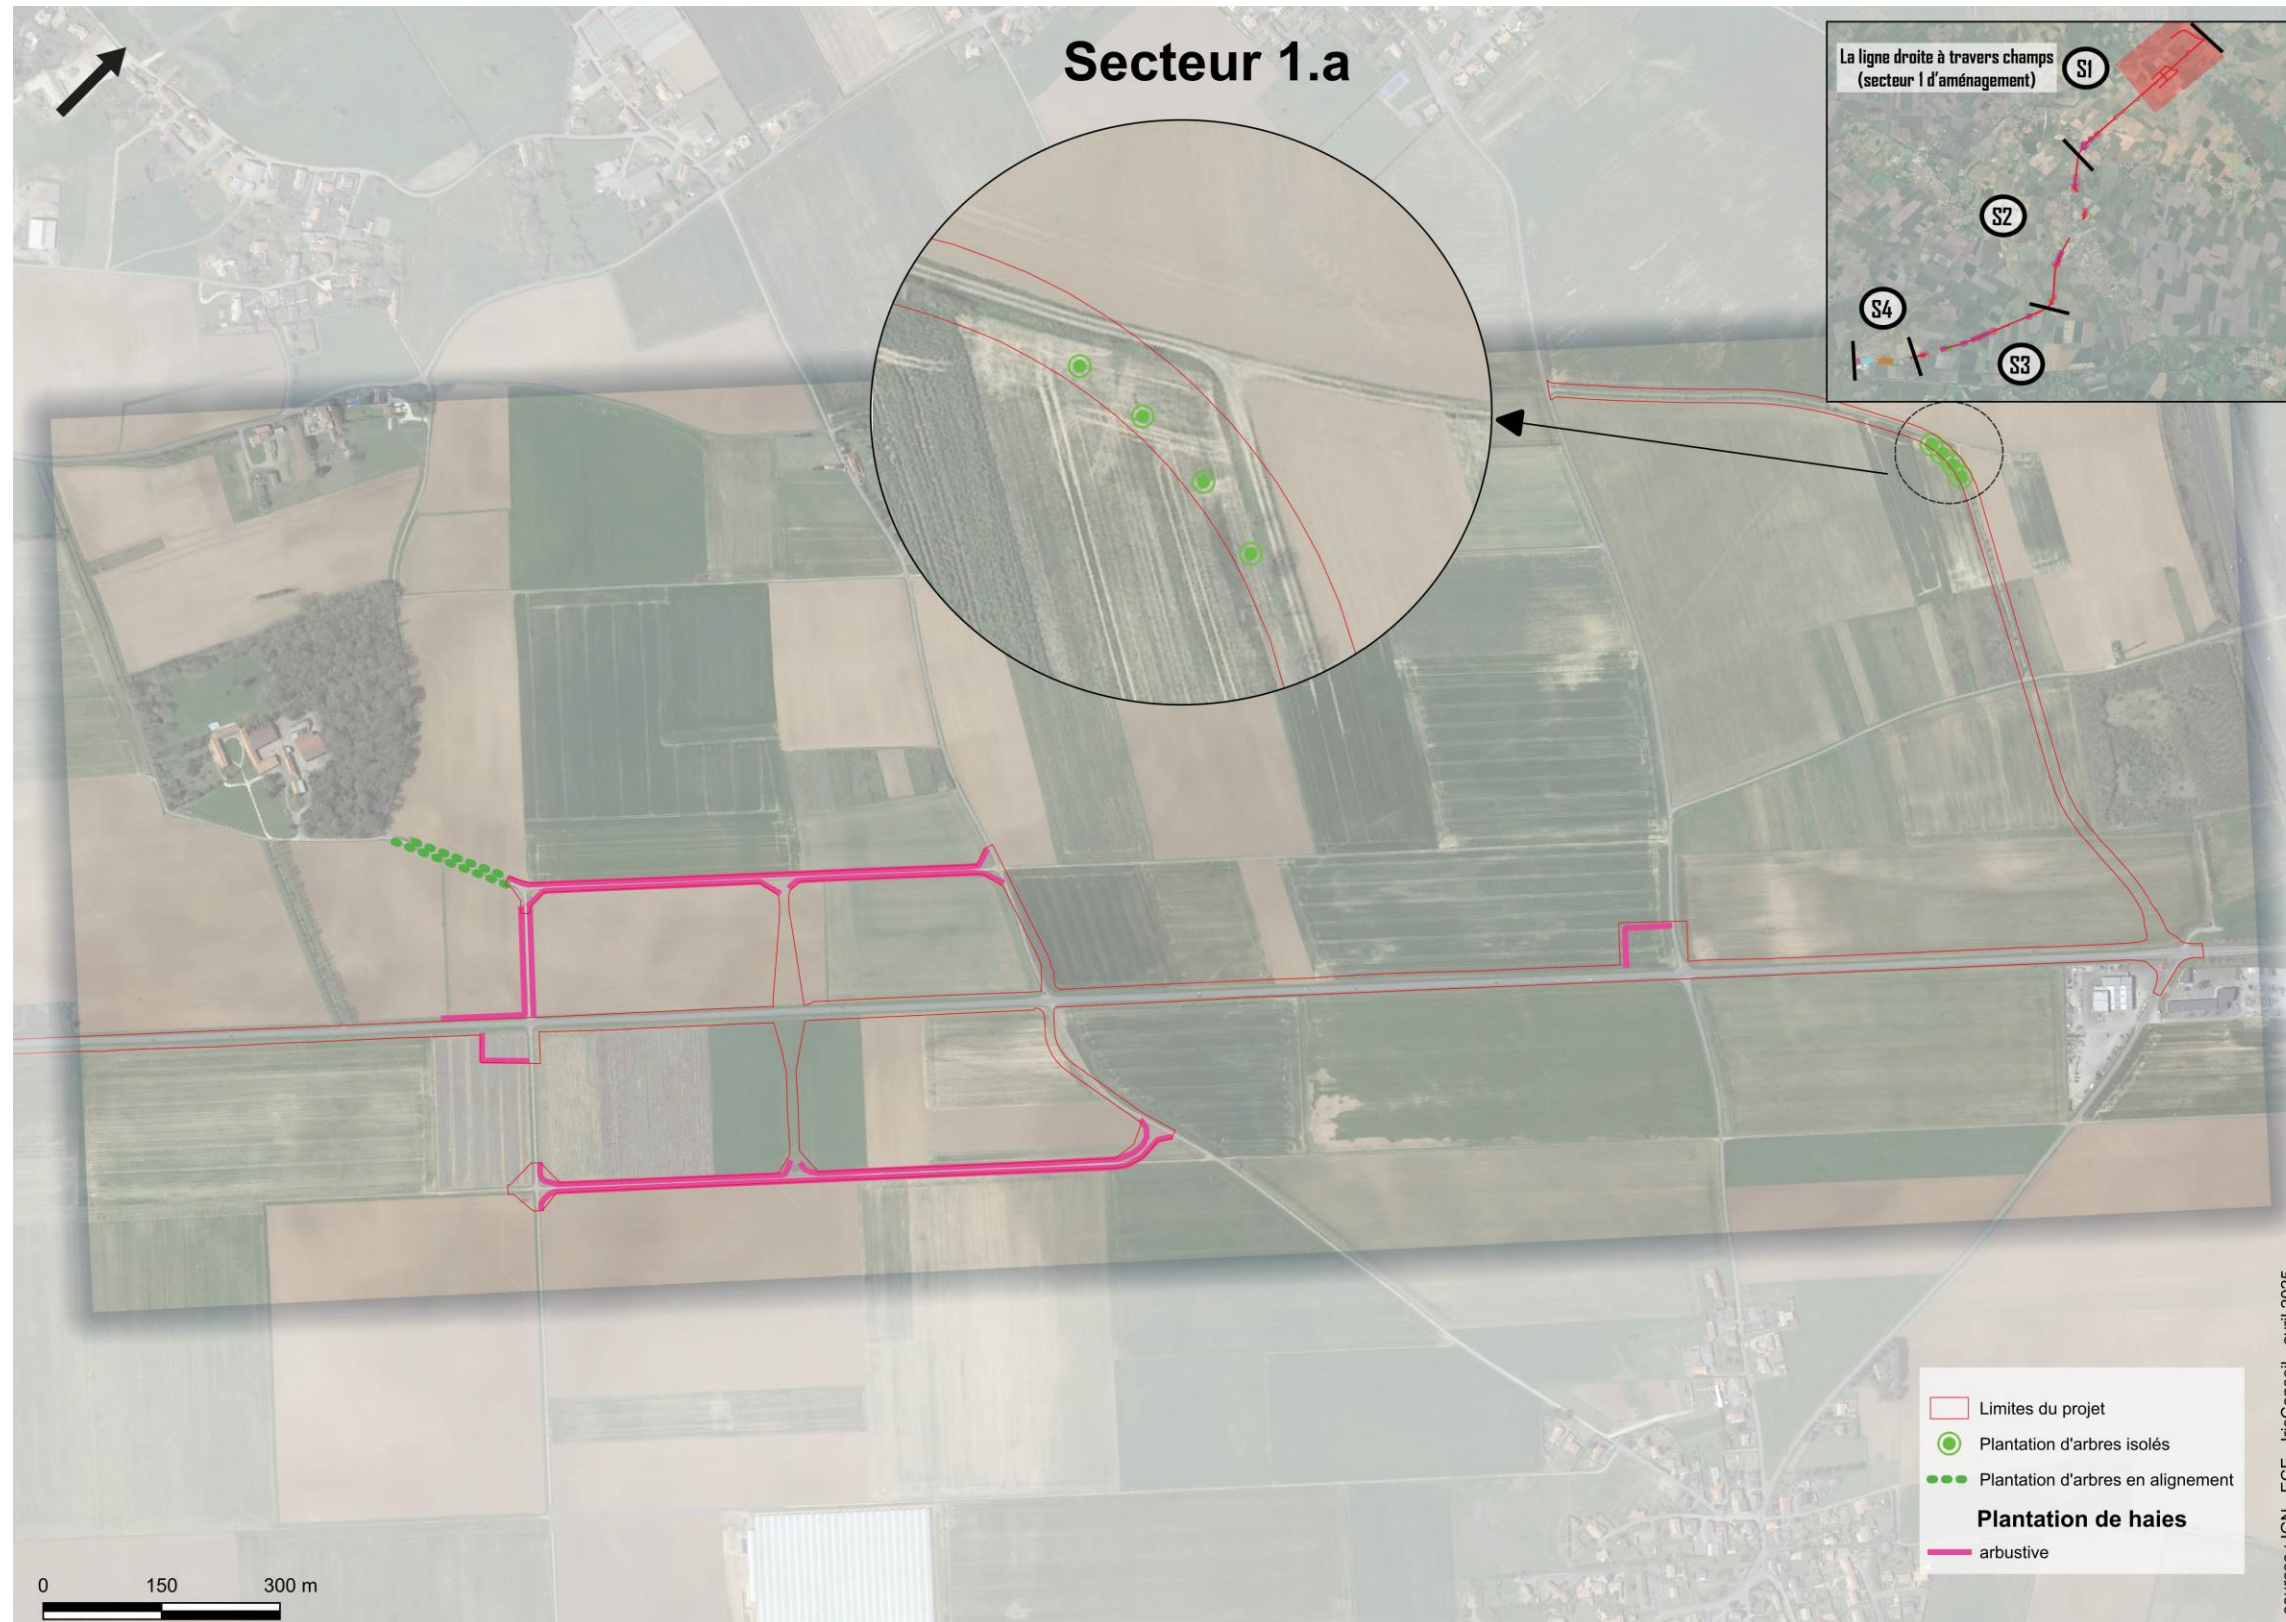 Secteur 1.a
La ligne droite à travers champs
(secteur 1 d'aménagement)
S1
S2
S4
S3
Limites du projet
Plantation d'arbres isolés
Plantation d'arbres en alignement
Plantation de haies
arbustive
0 150 300 m